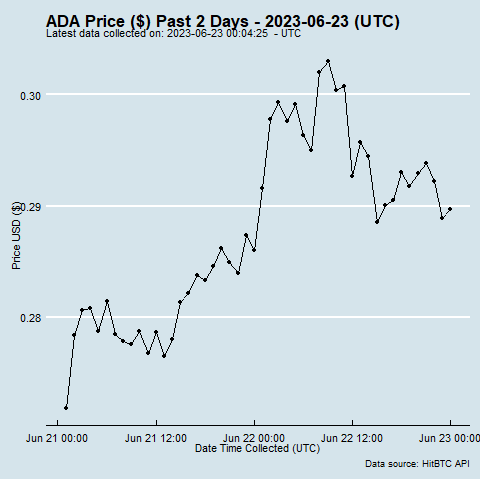 ADA Price ($) Past 2 Days - 2023-06-23 (UTC)
Latest data collected on: 2023-06-23 00:04:25  - UTC
0.30
0.29
0.28
Price USD ($)
Jun 21 00:00 Jun 21 12:00 Jun 22 00:00 Jun 22 12:00 Jun 23 00:00
Date Time Collected (UTC)
Data source: HitBTC API